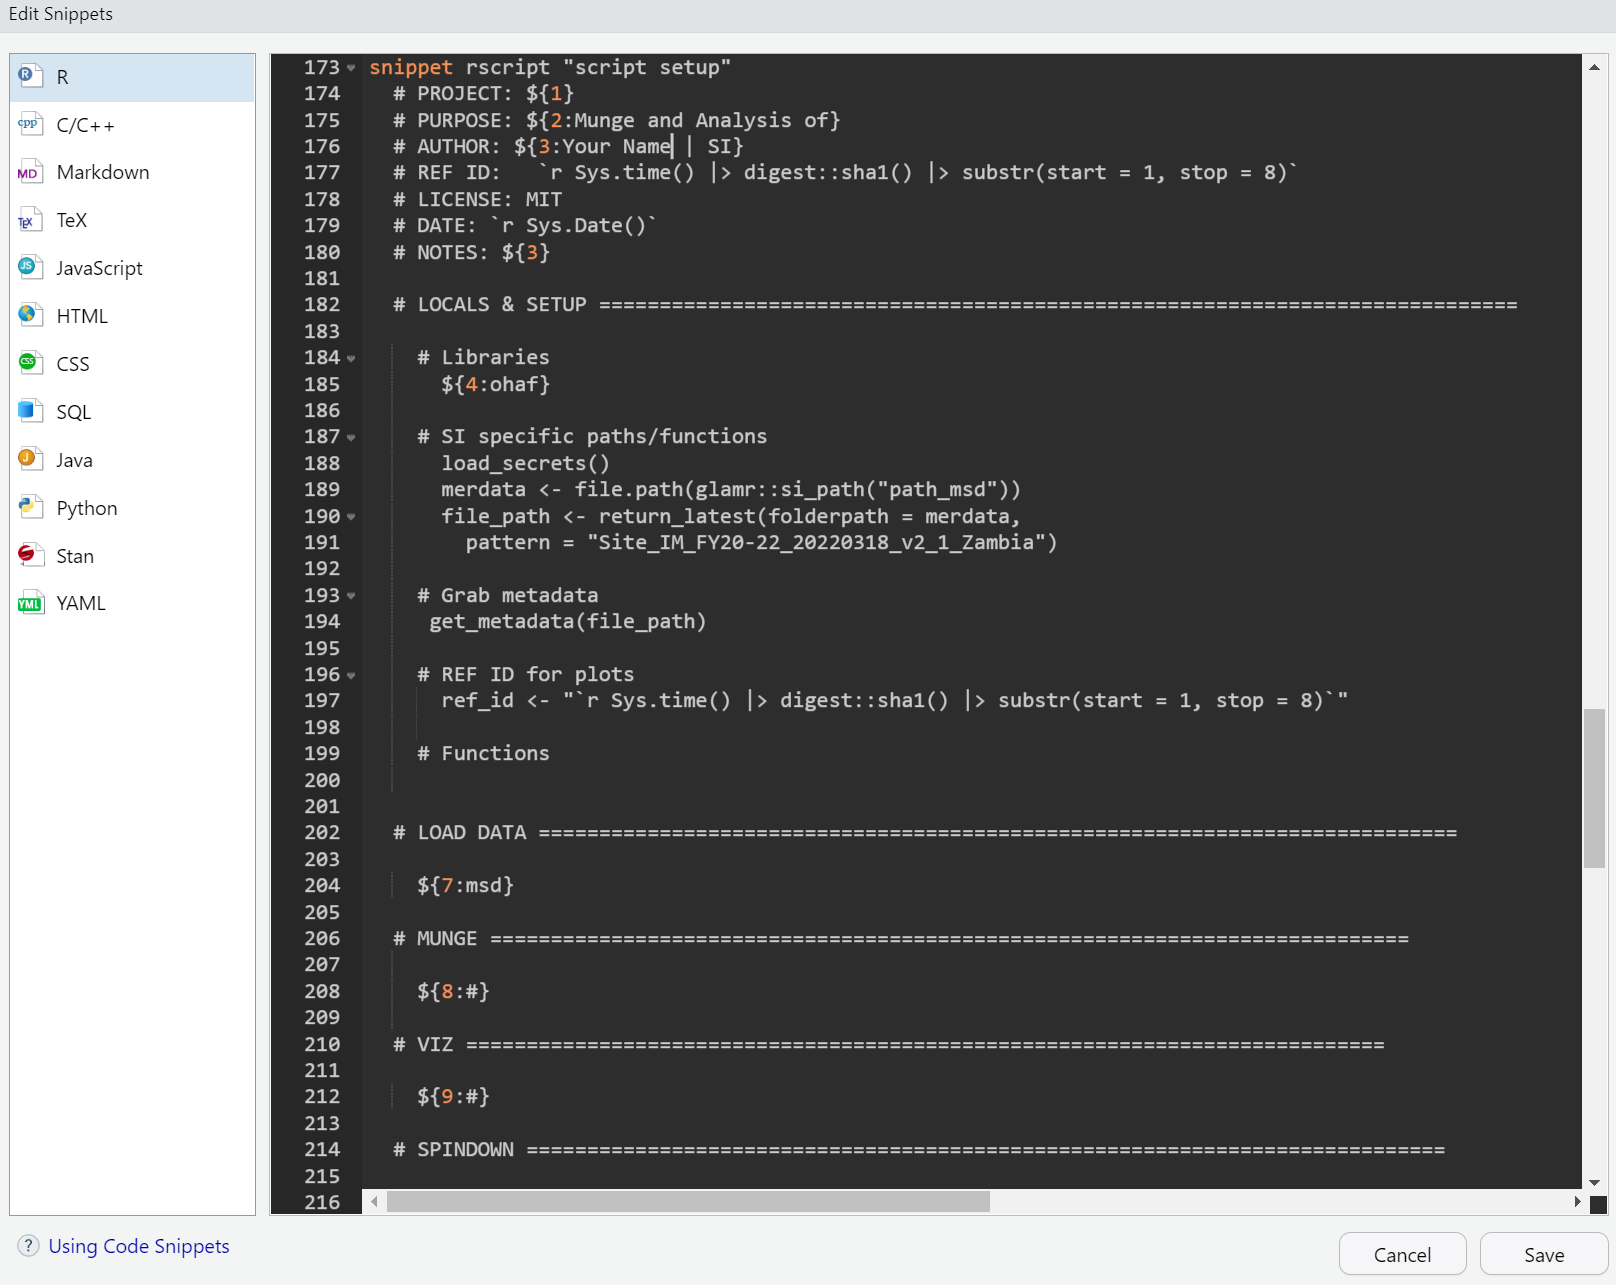 Edit Snippets
R
C/C++
Markdown
TeX
JavaScript
HTML
CSS
SQL
Java
Python
Stan
YAML
173 snippet rscript "script setup"
174   # PROJECT: ${1}
175   # PURPOSE: ${2:Munge and Analysis of}
176   # AUTHOR: ${3:Your Name | SI}
177   # REF ID:   `r Sys.time() |> digest::sha1() |> substr(start = 1, stop = 8)`
178   # LICENSE: MIT
179   # DATE: `r Sys.Date()`
180   # NOTES: ${3}
181
182   # LOCALS & SETUP ============================================================================
183
184     # Libraries
185       ${4:ohaf}
186
187     # SI specific paths/functions
188       load_secrets()
189       merdata <- file.path(glamr::si_path("path_msd"))
190       file_path <- return_latest(folderpath = merdata,
191         pattern = "Site_IM_FY20-22_20220318_v2_1_Zambia")
192
193     # Grab metadata
194      get_metadata(file_path)
195
196     # REF ID for plots
197       ref_id <- "`r Sys.time() |> digest::sha1() |> substr(start = 1, stop = 8)`"
198
199     # Functions
200
201
202   # LOAD DATA ============================================================================
203
204     ${7:msd}
205
206   # MUNGE ============================================================================
207
208     ${8:#}
209
210   # VIZ ============================================================================
211
212     ${9:#}
213
214   # SPINDOWN ============================================================================
215
216
? Using Code Snippets
Cancel
Save